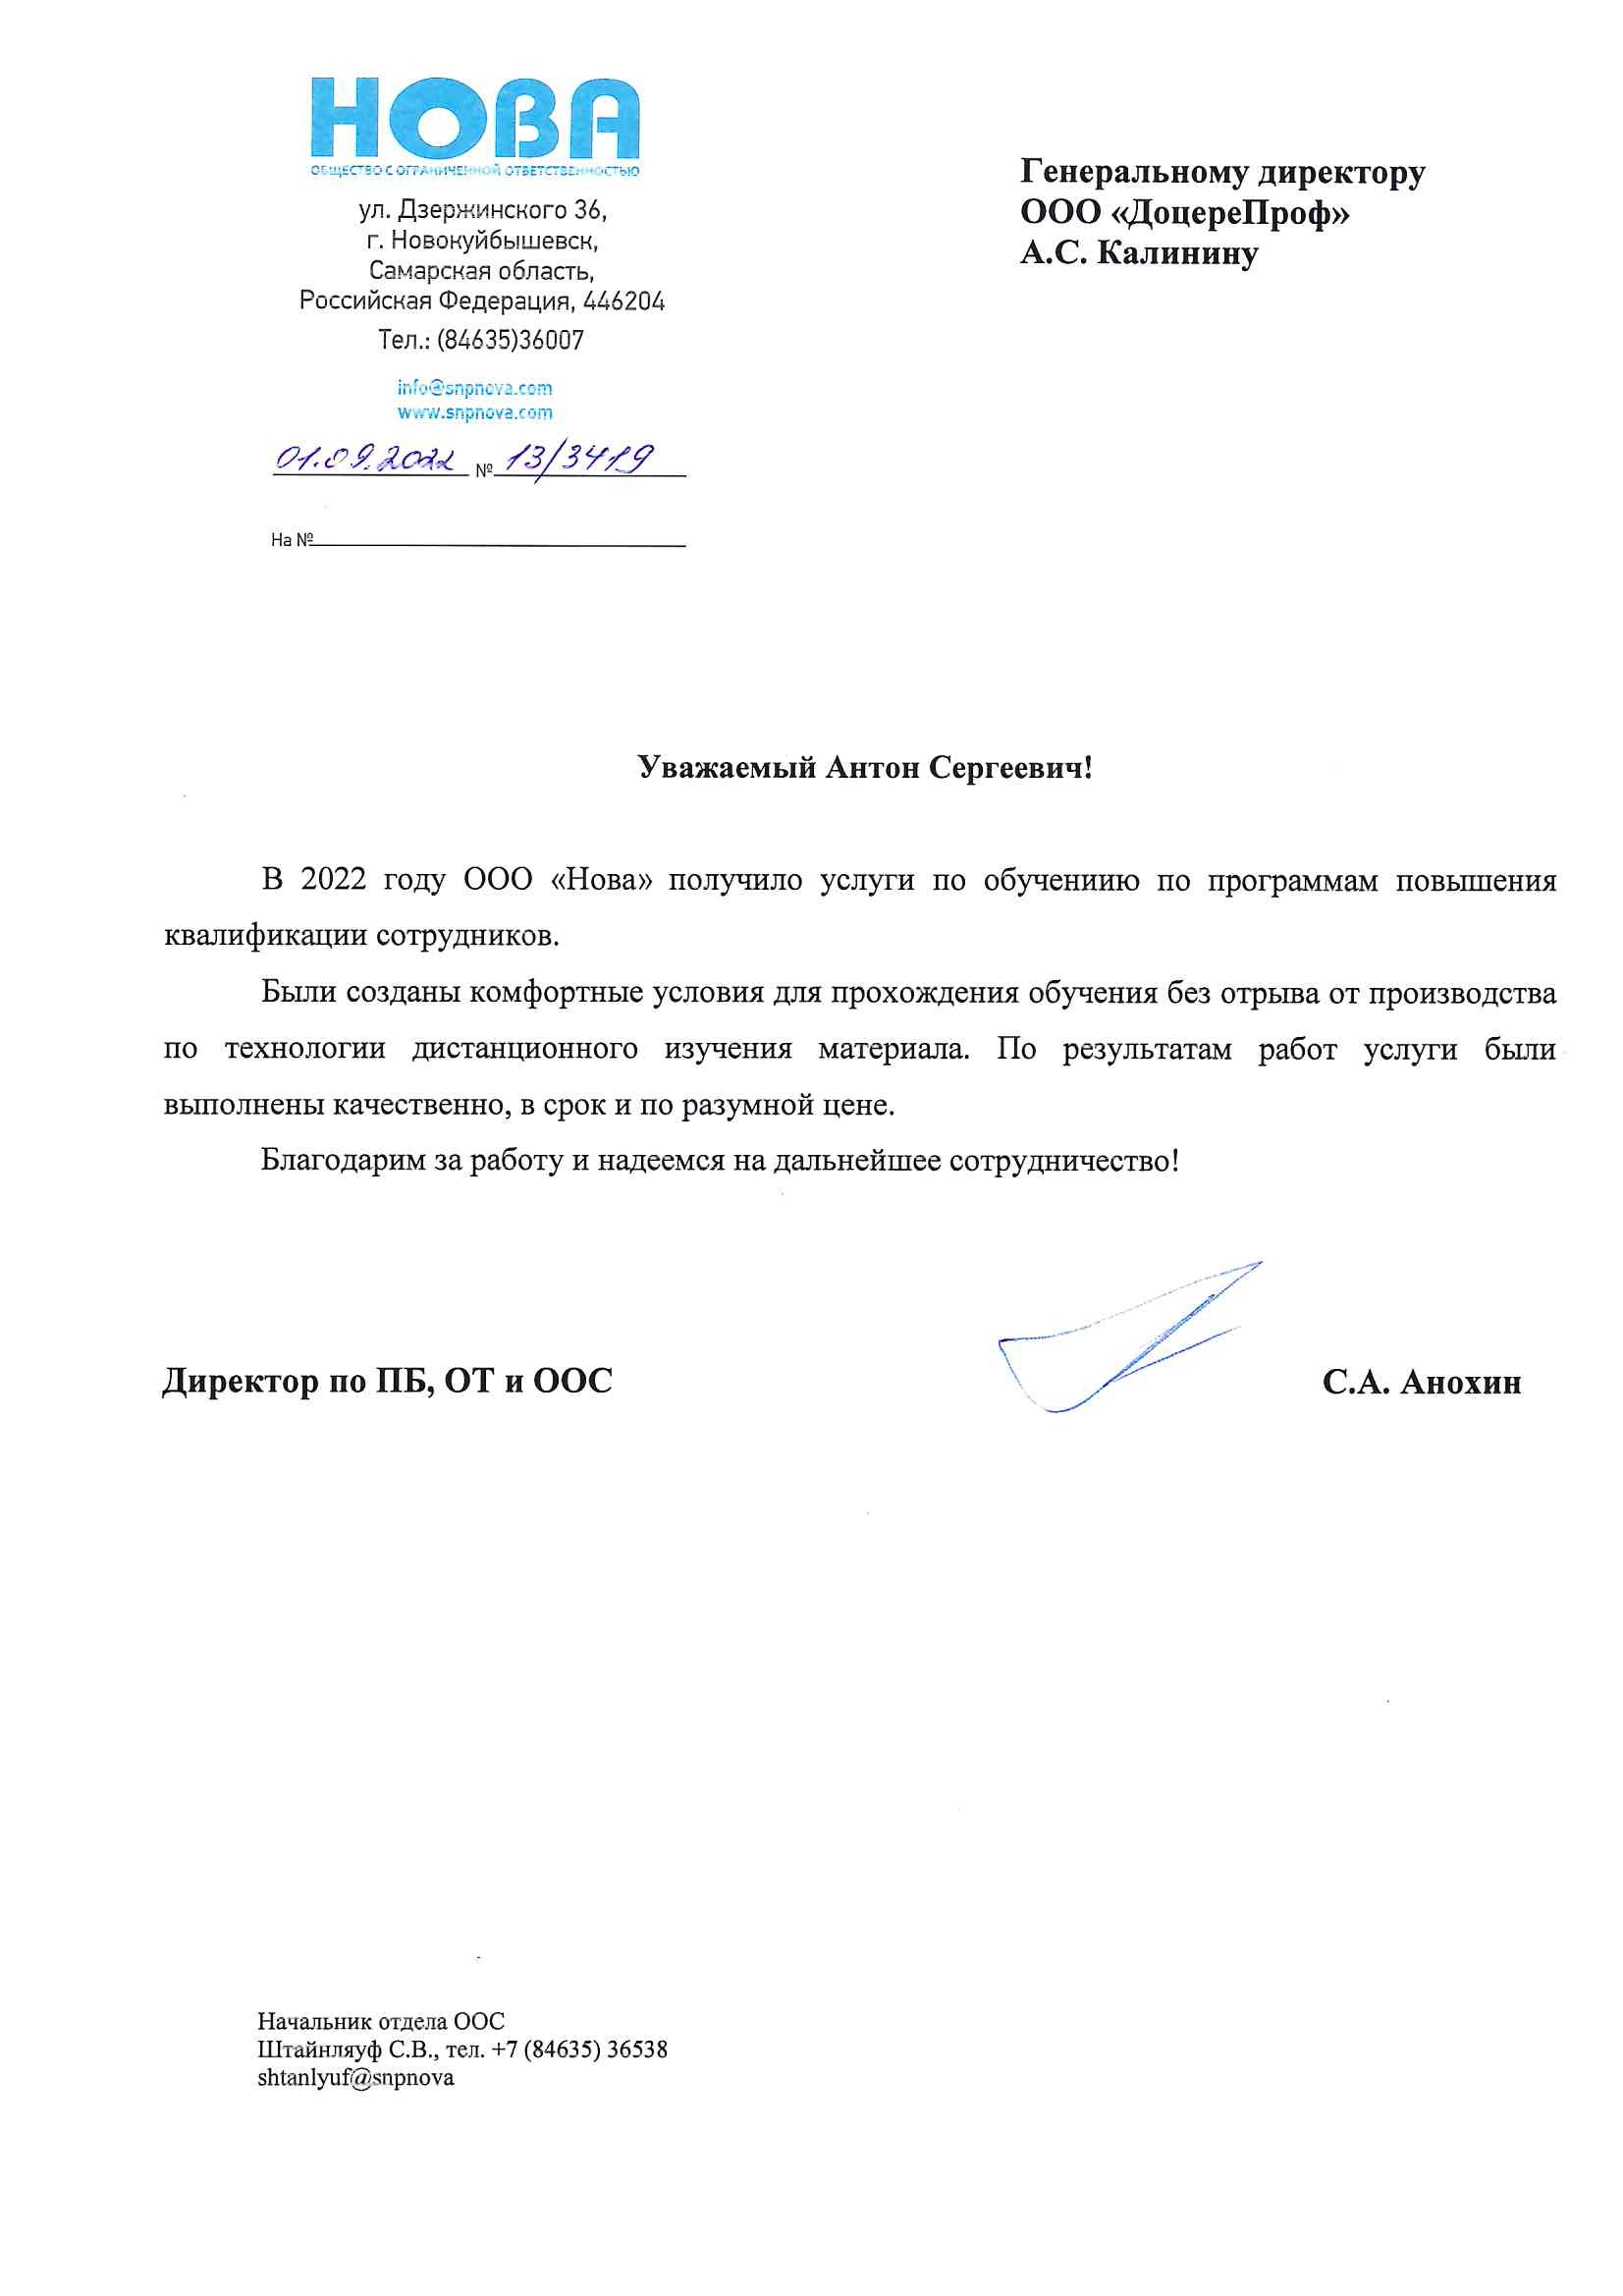 НОВА
ОБЩЕСТВО С ОГРАНИЧЕННОЙ ОТВЕТСТВЕННОСТЬЮ
ул. Дзержинского 36,
г. Новокуйбышевск,
Самарская область,
Российская Федерация, 446204
Тел.: (84635)36007
info@snpnova.com
www.snpnova.com
01.09.2022 № 13/3419
На №
Генеральному директору
ООО «ДоцереПроф»
А.С. Калинину
Уважаемый Антон Сергеевич!
В 2022 году ООО «Нова» получило услуги по обучениию по программам повышения
квалификации сотрудников.
Были созданы комфортные условия для прохождения обучения без отрыва от производства
по технологии дистанционного изучения материала. По результатам работ услуги были
выполнены качественно, в срок и по разумной цене.
Благодарим за работу и надеемся на дальнейшее сотрудничество!
Директор по ПБ, ОТ и ООС С.А. Анохин
Начальник отдела ООС
Штайнляуф С.В., тел. +7 (84635) 36538
shtanlyuf@snpnova